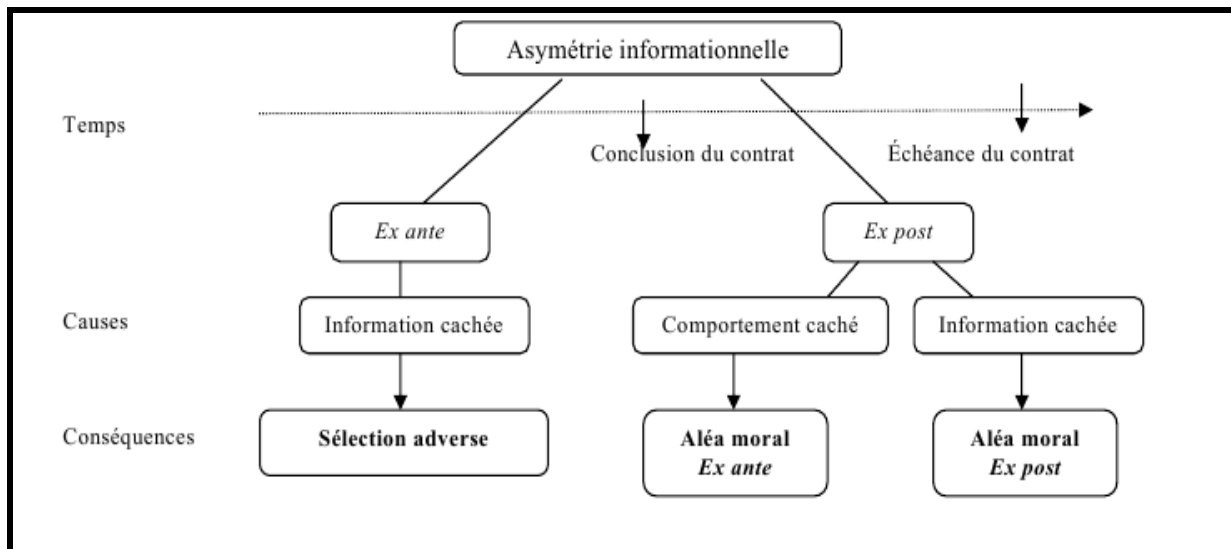 Asymétrie informationnelle
Temps
Conclusion du contrat
Échéance du contrat
Ex ante
Ex post
Causes
Information cachée
Comportement caché
Information cachée
Conséquences
Sélection adverse
Aléa moral
Ex ante
Aléa moral
Ex post